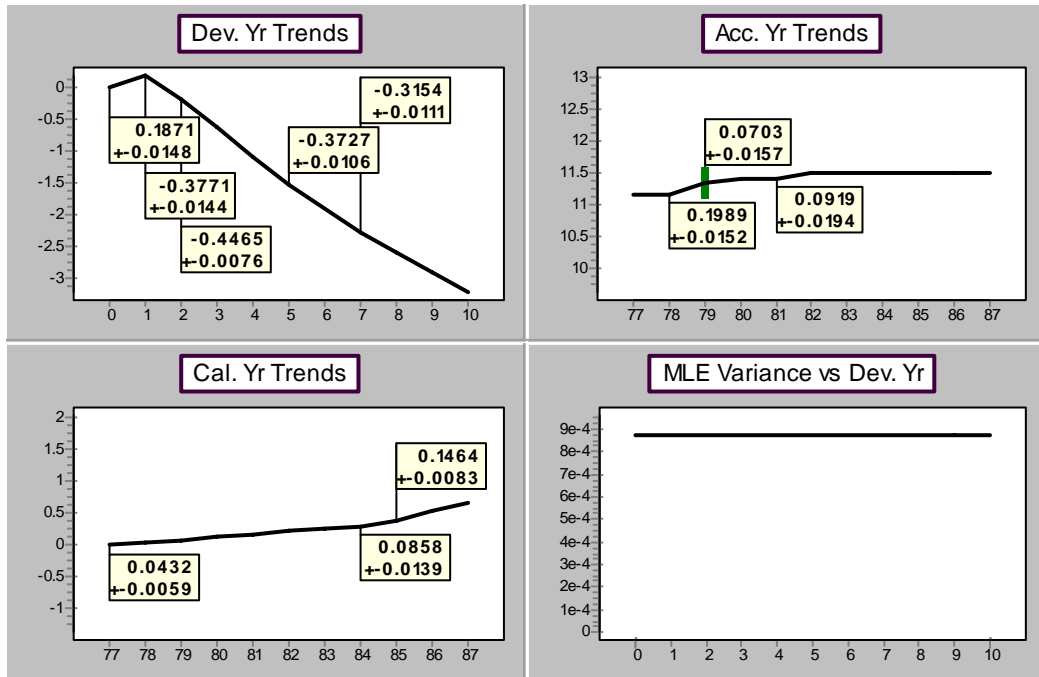 Dev. Yr Trends
0
-0.5
-1
-1.5
-2
-2.5
-3
0.1871
+-0.0148
-0.3771
+-0.0144
-0.4465
+-0.0076
-0.3727
+-0.0106
-0.3154
+-0.0111
0 1 2 3 4 5 6 7 8 9 10
Acc. Yr Trends
13
12.5
12
11.5
11
10.5
10
0.0703
+-0.0157
0.1989
+-0.0152
0.0919
+-0.0194
77 78 79 80 81 82 83 84 85 86 87
Cal. Yr Trends
2
1.5
1
0.5
0
-0.5
-1
0.1464
+-0.0083
0.0432
+-0.0059
0.0858
+-0.0139
77 78 79 80 81 82 83 84 85 86 87
MLE Variance vs Dev. Yr
9e-4
8e-4
7e-4
6e-4
5e-4
4e-4
3e-4
2e-4
1e-4
0
0 1 2 3 4 5 6 7 8 9 10